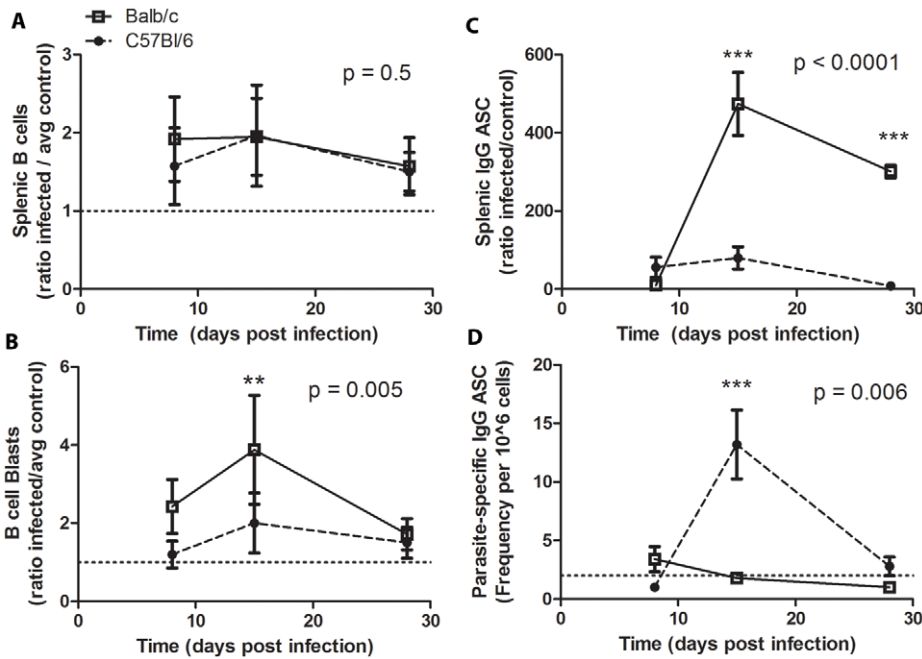 A
Balb/c
C57Bl/6
3
2
1
0
p = 0.5
Splenic B cells
(ratio infected / avg control)
0 10 20 30
Time (days post infection)
B
6
4
2
0
**
p = 0.005
B cell Blasts
(ratio infected/avg control)
0 10 20 30
Time (days post infection)
C
600
400
200
0
***
p < 0.0001
***
Splenic IgG ASC
(ratio infected/control)
0 10 20 30
Time (days post infection)
D
20
15
10
5
0
***
p = 0.006
Parasite-specific IgG ASC
(Frequency per 10^6 cells)
0 10 20 30
Time (days post infection)